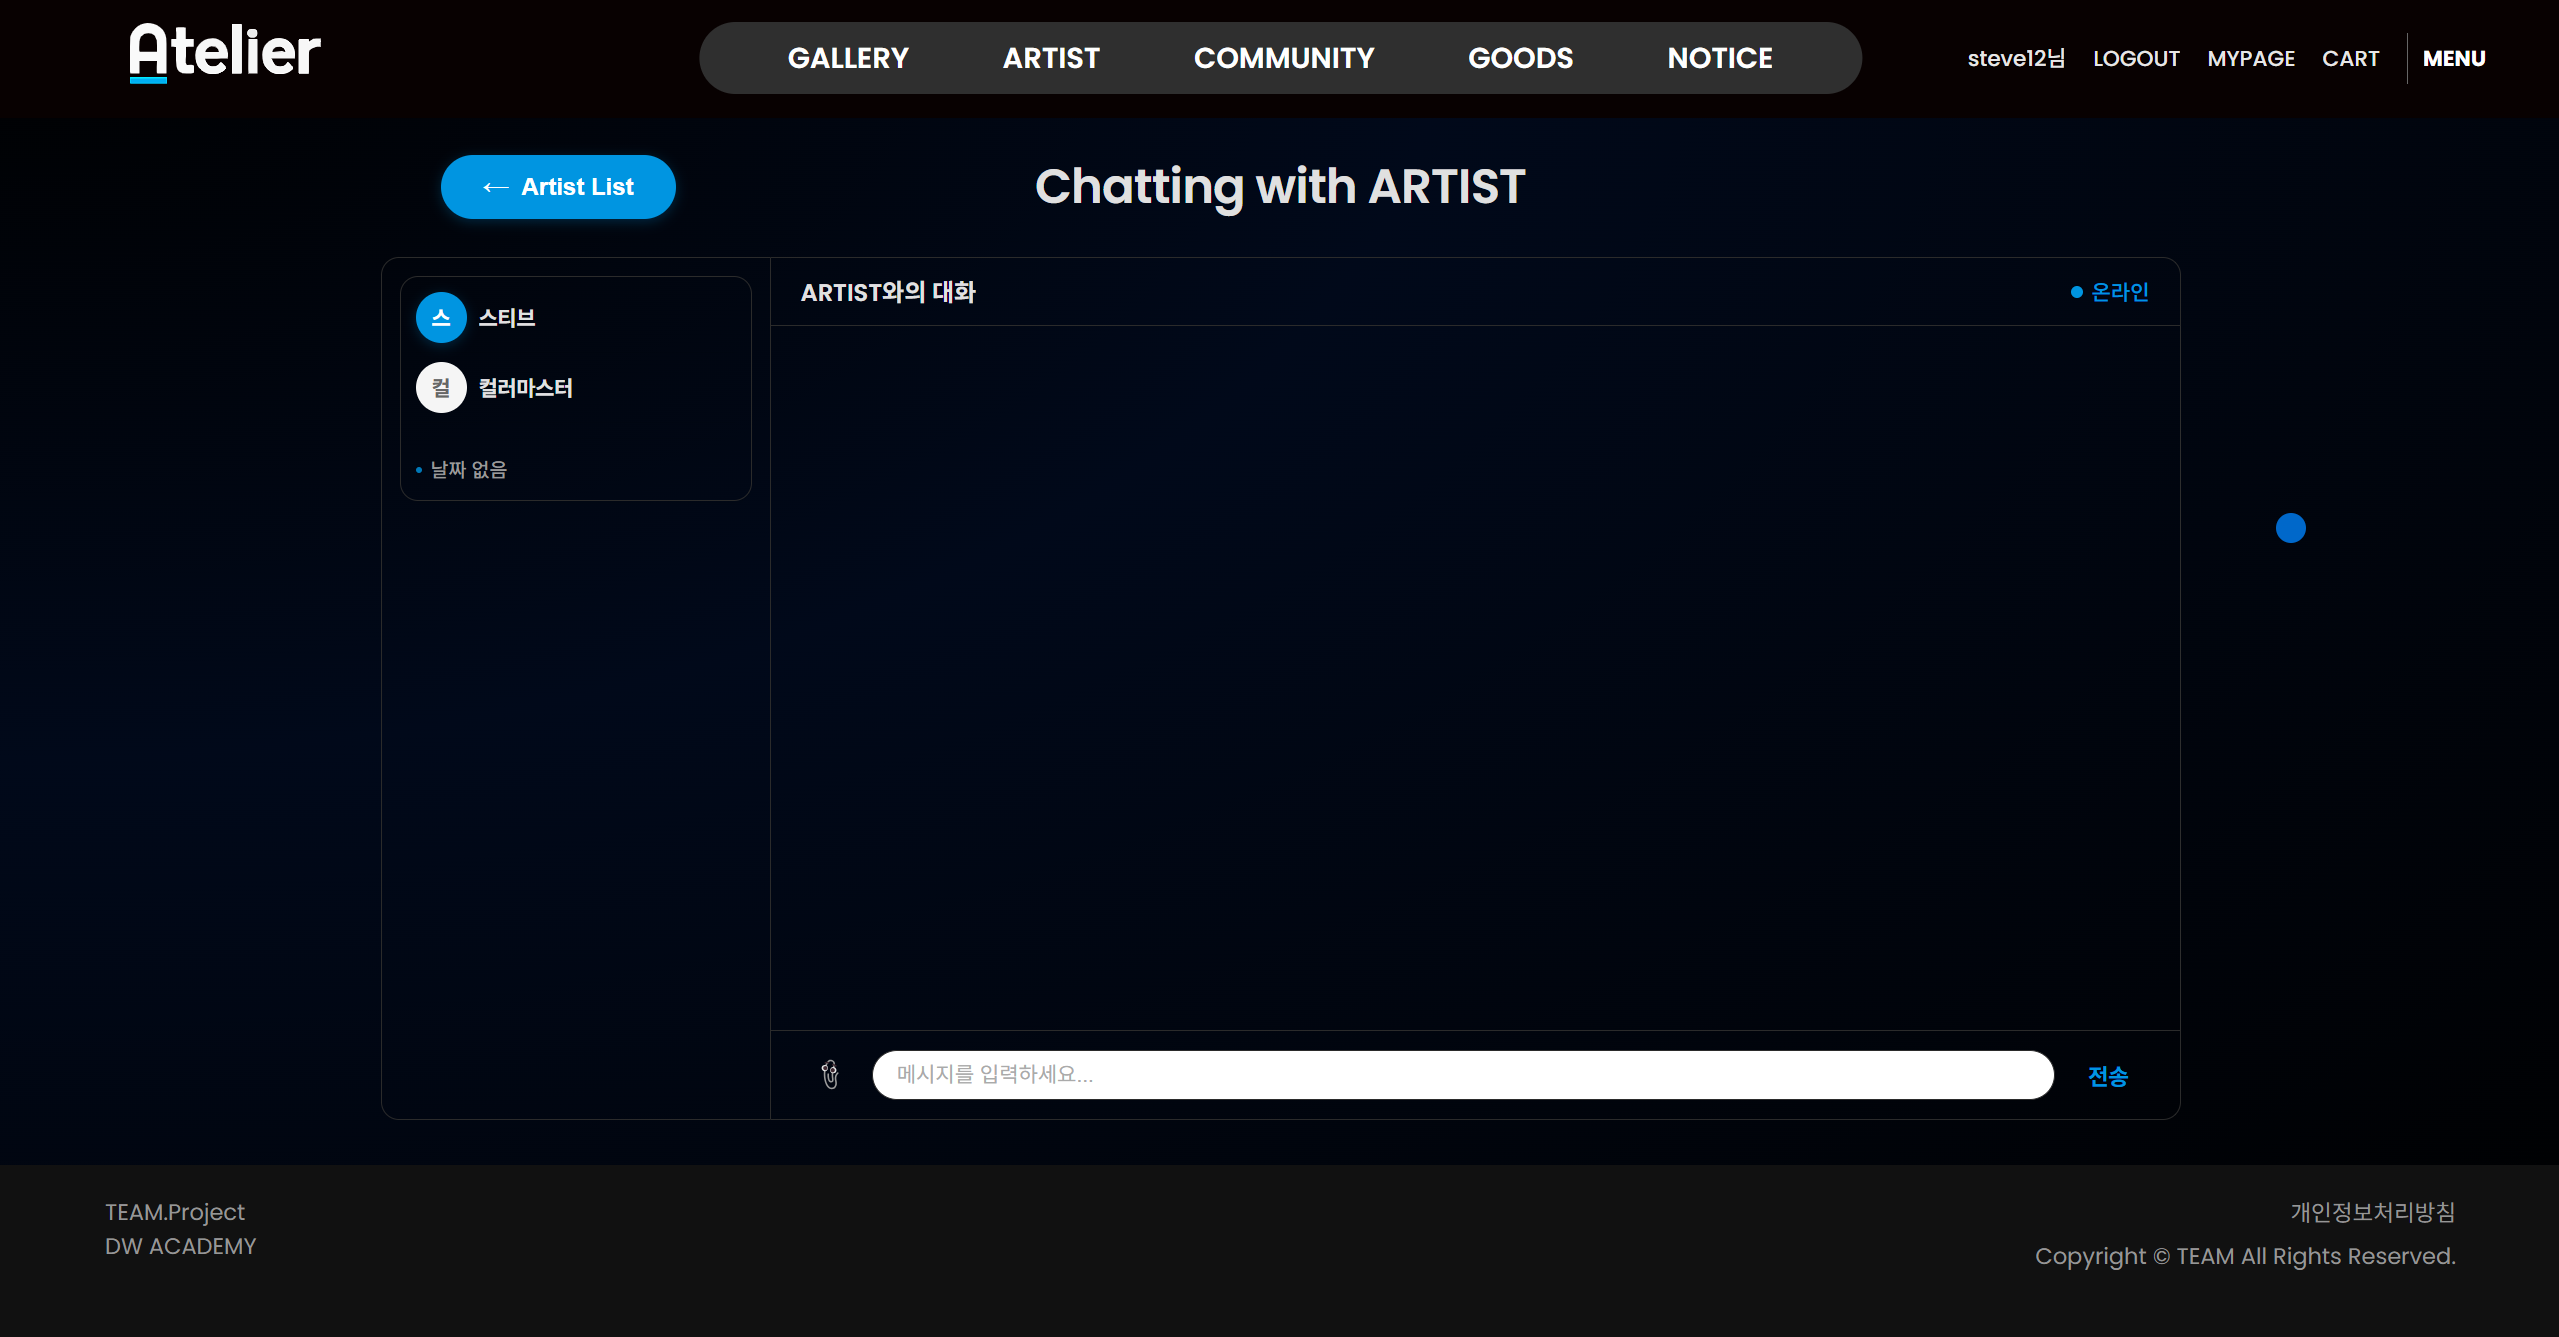 Atelier
GALLERY ARTIST COMMUNITY GOODS NOTICE
steve12님 LOGOUT MYPAGE CART MENU
← Artist List
Chatting with ARTIST
스 스티브
컬 컬러마스터
• 날짜 없음
ARTIST와의 대화
● 온라인
메시지를 입력하세요...
전송
TEAM.Project
DW ACADEMY
개인정보처리방침
Copyright © TEAM All Rights Reserved.